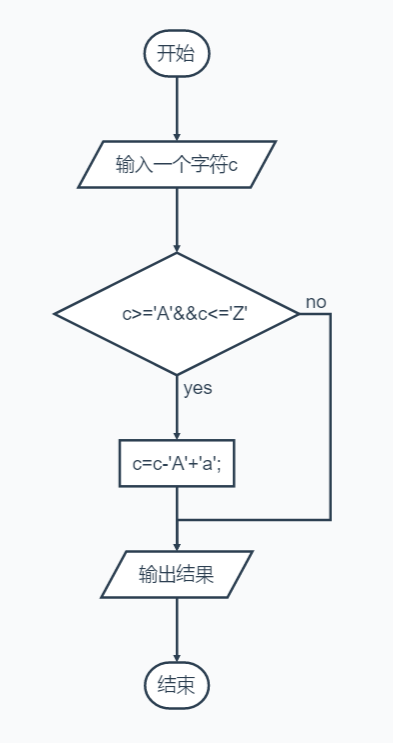 开始
输入一个字符c
c>='A'&&c<='Z'
no
yes
c=c-'A'+'a';
输出结果
结束